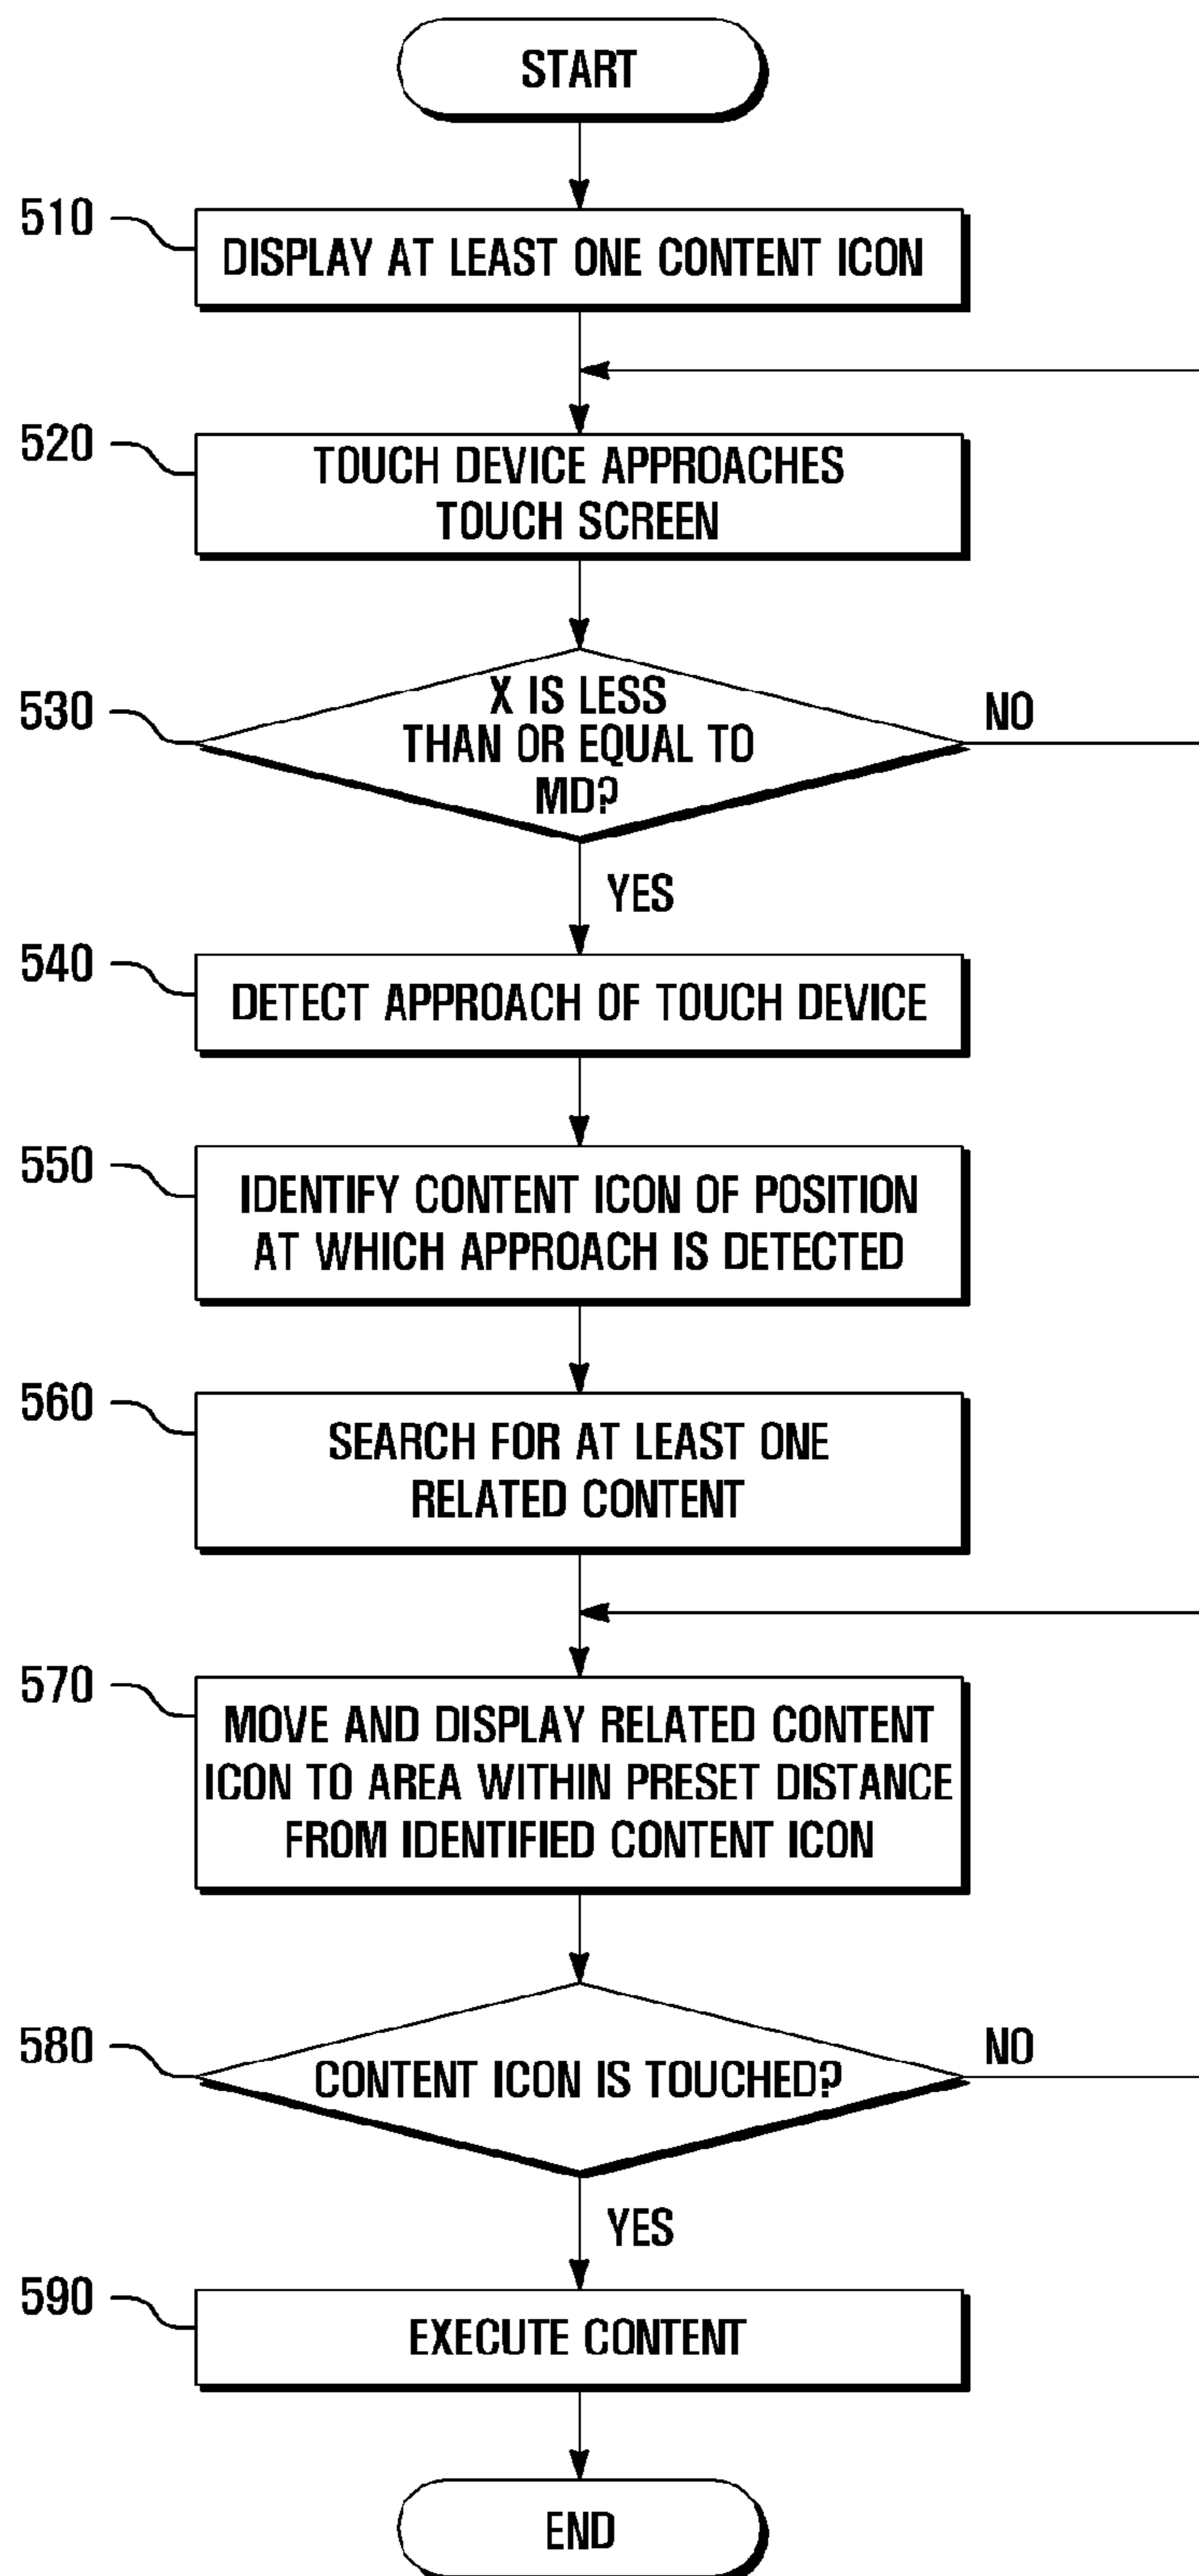 START
510
DISPLAY AT LEAST ONE CONTENT ICON
520
TOUCH DEVICE APPROACHES
TOUCH SCREEN
530
X IS LESS
THAN OR EQUAL TO
MD?
NO
YES
540
DETECT APPROACH OF TOUCH DEVICE
550
IDENTIFY CONTENT ICON OF POSITION
AT WHICH APPROACH IS DETECTED
560
SEARCH FOR AT LEAST ONE
RELATED CONTENT
570
MOVE AND DISPLAY RELATED CONTENT
ICON TO AREA WITHIN PRESET DISTANCE
FROM IDENTIFIED CONTENT ICON
580
CONTENT ICON IS TOUCHED?
NO
YES
590
EXECUTE CONTENT
END